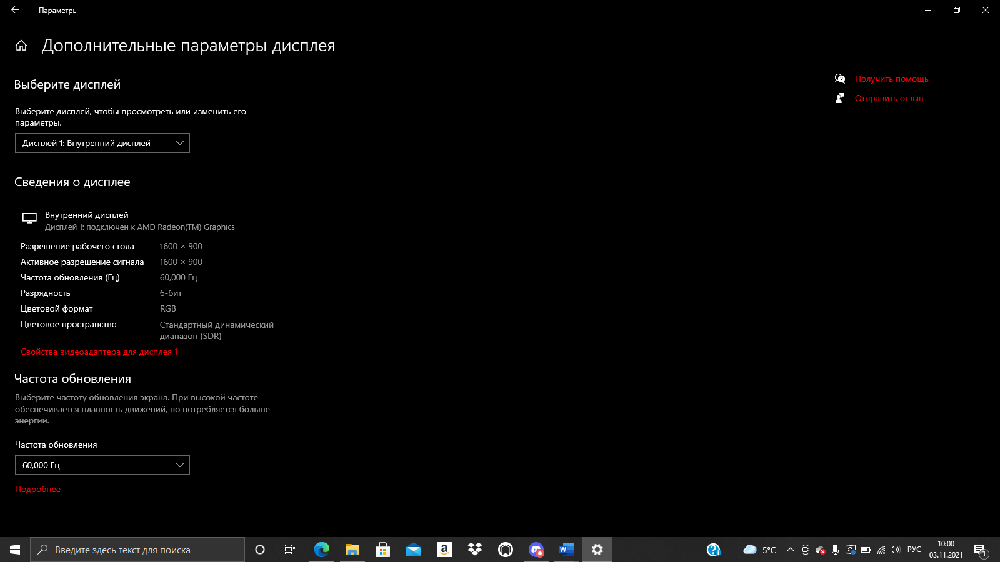 Параметры
Дополнительные параметры дисплея
Выберите дисплей
Выберите дисплей, чтобы просмотреть или изменить его
параметры.
Дисплей 1: Внутренний дисплей
Получить помощь
Отправить отзыв
Сведения о дисплее
Внутренний дисплей
Дисплей 1: подключен к AMD Radeon(TM) Graphics
Разрешение рабочего стола 1600 × 900
Активное разрешение сигнала 1600 × 900
Частота обновления (Гц) 60,000 Гц
Разрядность 6-бит
Цветовой формат RGB
Цветовое пространство Стандартный динамический
диапазон (SDR)
Свойства видеоадаптера для дисплея 1
Частота обновления
Выберите частоту обновления экрана. При высокой частоте
обеспечивается плавность движений, но потребляется больше
энергии.
Частота обновления
60,000 Гц
Подробнее
Введите здесь текст для поиска
5°C
РУС
10:00
03.11.2021
1